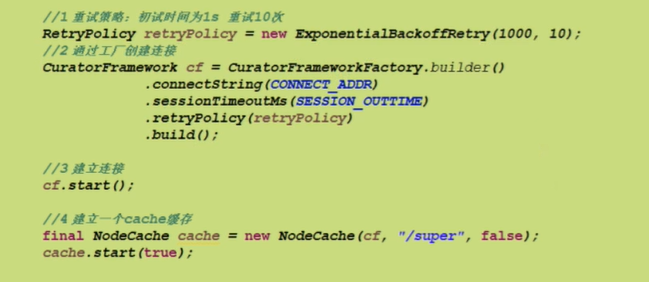 //1 重试策略：初试时间为1s 重试10次
RetryPolicy retryPolicy = new ExponentialBackoffRetry(1000, 10);
//2 通过工厂创建连接
CuratorFramework cf = CuratorFrameworkFactory.builder()
.connectString(CONNECT_ADDR)
.sessionTimeoutMs(SESSION_OUTTIME)
.retryPolicy(retryPolicy)
.build();
//3 建立连接
cf.start();
//4 建立一个cache缓存
final NodeCache cache = new NodeCache(cf, "/super", false);
cache.start(true);